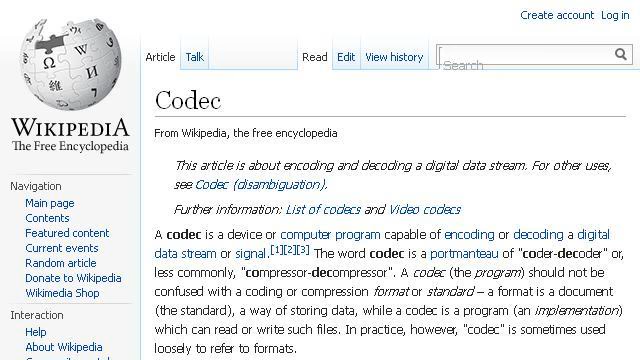 Create account Log in
Article Talk Read Edit View history Search
Codec
WIKIPEDIA
The Free Encyclopedia
From Wikipedia, the free encyclopedia
This article is about encoding and decoding a digital data stream. For other uses,
see Codec (disambiguation).
Further information: List of codecs and Video codecs
Navigation
Main page
Contents
Featured content
Current events
Random article
Donate to Wikipedia
Wikimedia Shop
Interaction
Help
About Wikipedia
A codec is a device or computer program capable of encoding or decoding a digital
data stream or signal.[1][2][3] The word codec is a portmanteau of "coder-decoder" or,
less commonly, "compressor-decompressor". A codec (the program) should not be
confused with a coding or compression format or standard – a format is a document
(the standard), a way of storing data, while a codec is a program (an implementation)
which can read or write such files. In practice, however, "codec" is sometimes used
loosely to refer to formats.